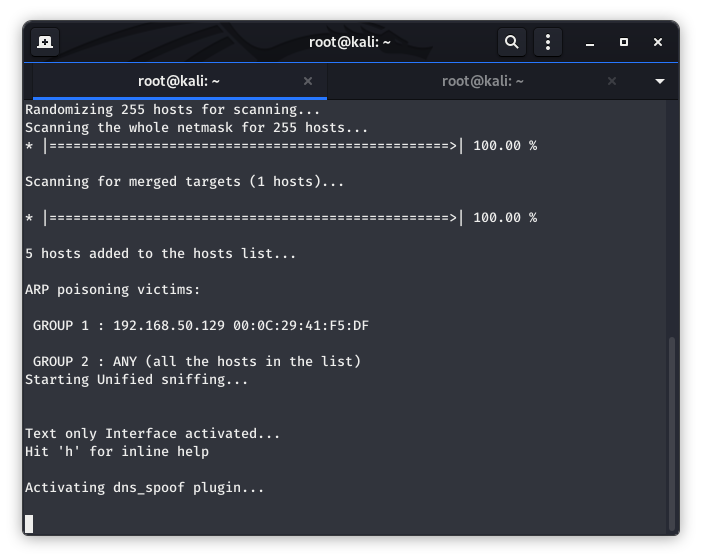 root@kali: ~
root@kali: ~
root@kali: ~
Randomizing 255 hosts for scanning...
Scanning the whole netmask for 255 hosts...
* |==================================================>| 100.00 %
Scanning for merged targets (1 hosts)...
* |==================================================>| 100.00 %
5 hosts added to the hosts list...
ARP poisoning victims:
GROUP 1 : 192.168.50.129 00:0C:29:41:F5:DF
GROUP 2 : ANY (all the hosts in the list)
Starting Unified sniffing...
Text only Interface activated...
Hit 'h' for inline help
Activating dns_spoof plugin...